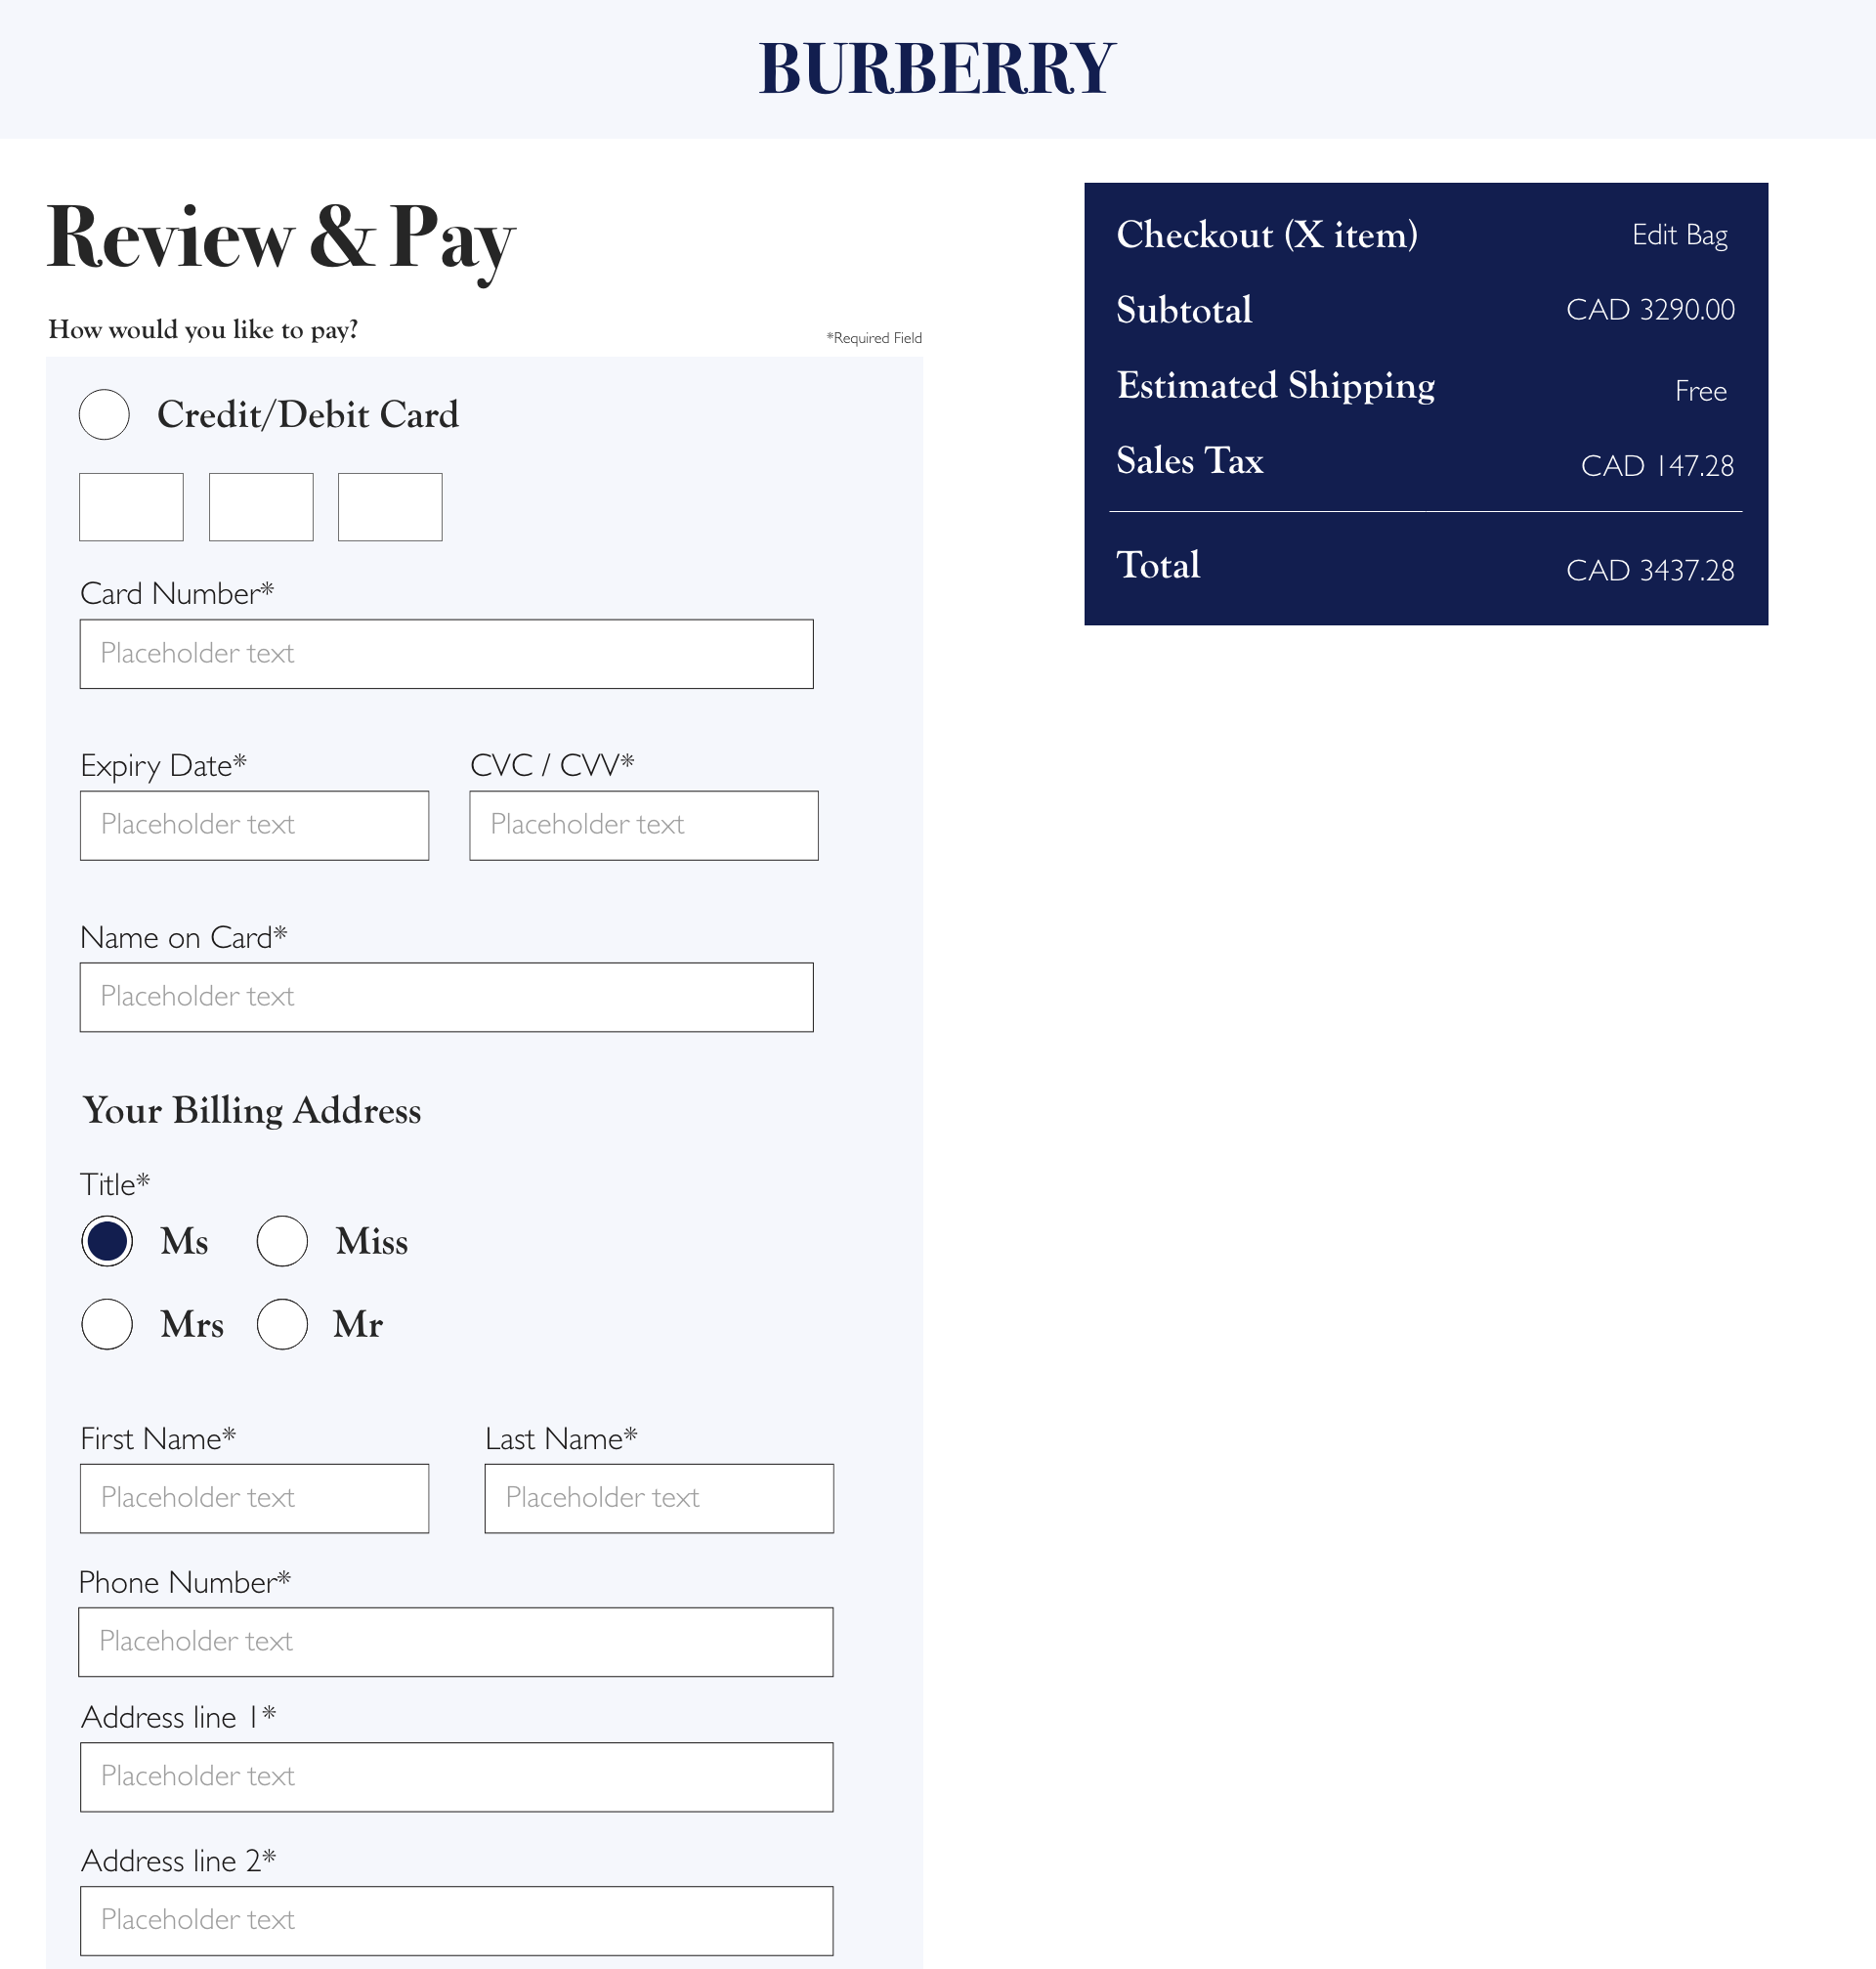 BURBERRY
Review & Pay
How would you like to pay?
*Required Field
Credit/Debit Card
Card Number*
Placeholder text
Expiry Date* CVC / CVV*
Placeholder text Placeholder text
Name on Card*
Placeholder text
Your Billing Address
Title*
Ms Miss
Mrs Mr
First Name* Last Name*
Placeholder text Placeholder text
Phone Number*
Placeholder text
Address line 1*
Placeholder text
Address line 2*
Placeholder text
Checkout (X item) Edit Bag
Subtotal CAD 3290.00
Estimated Shipping Free
Sales Tax CAD 147.28
Total CAD 3437.28